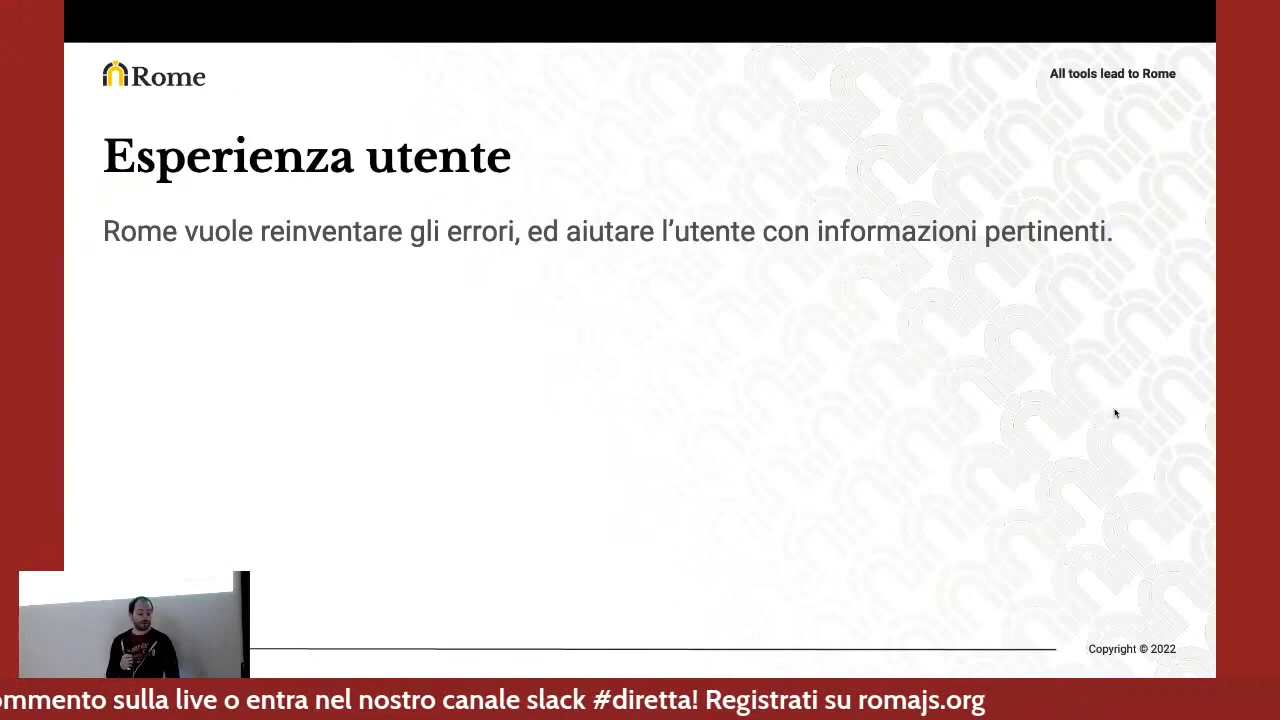 Rome
All tools lead to Rome
Esperienza utente
Rome vuole reinventare gli errori, ed aiutare l’utente con informazioni pertinenti.
Copyright © 2022
sulla live o entra nel nostro canale slack #diretta! Registrati su romajs.org